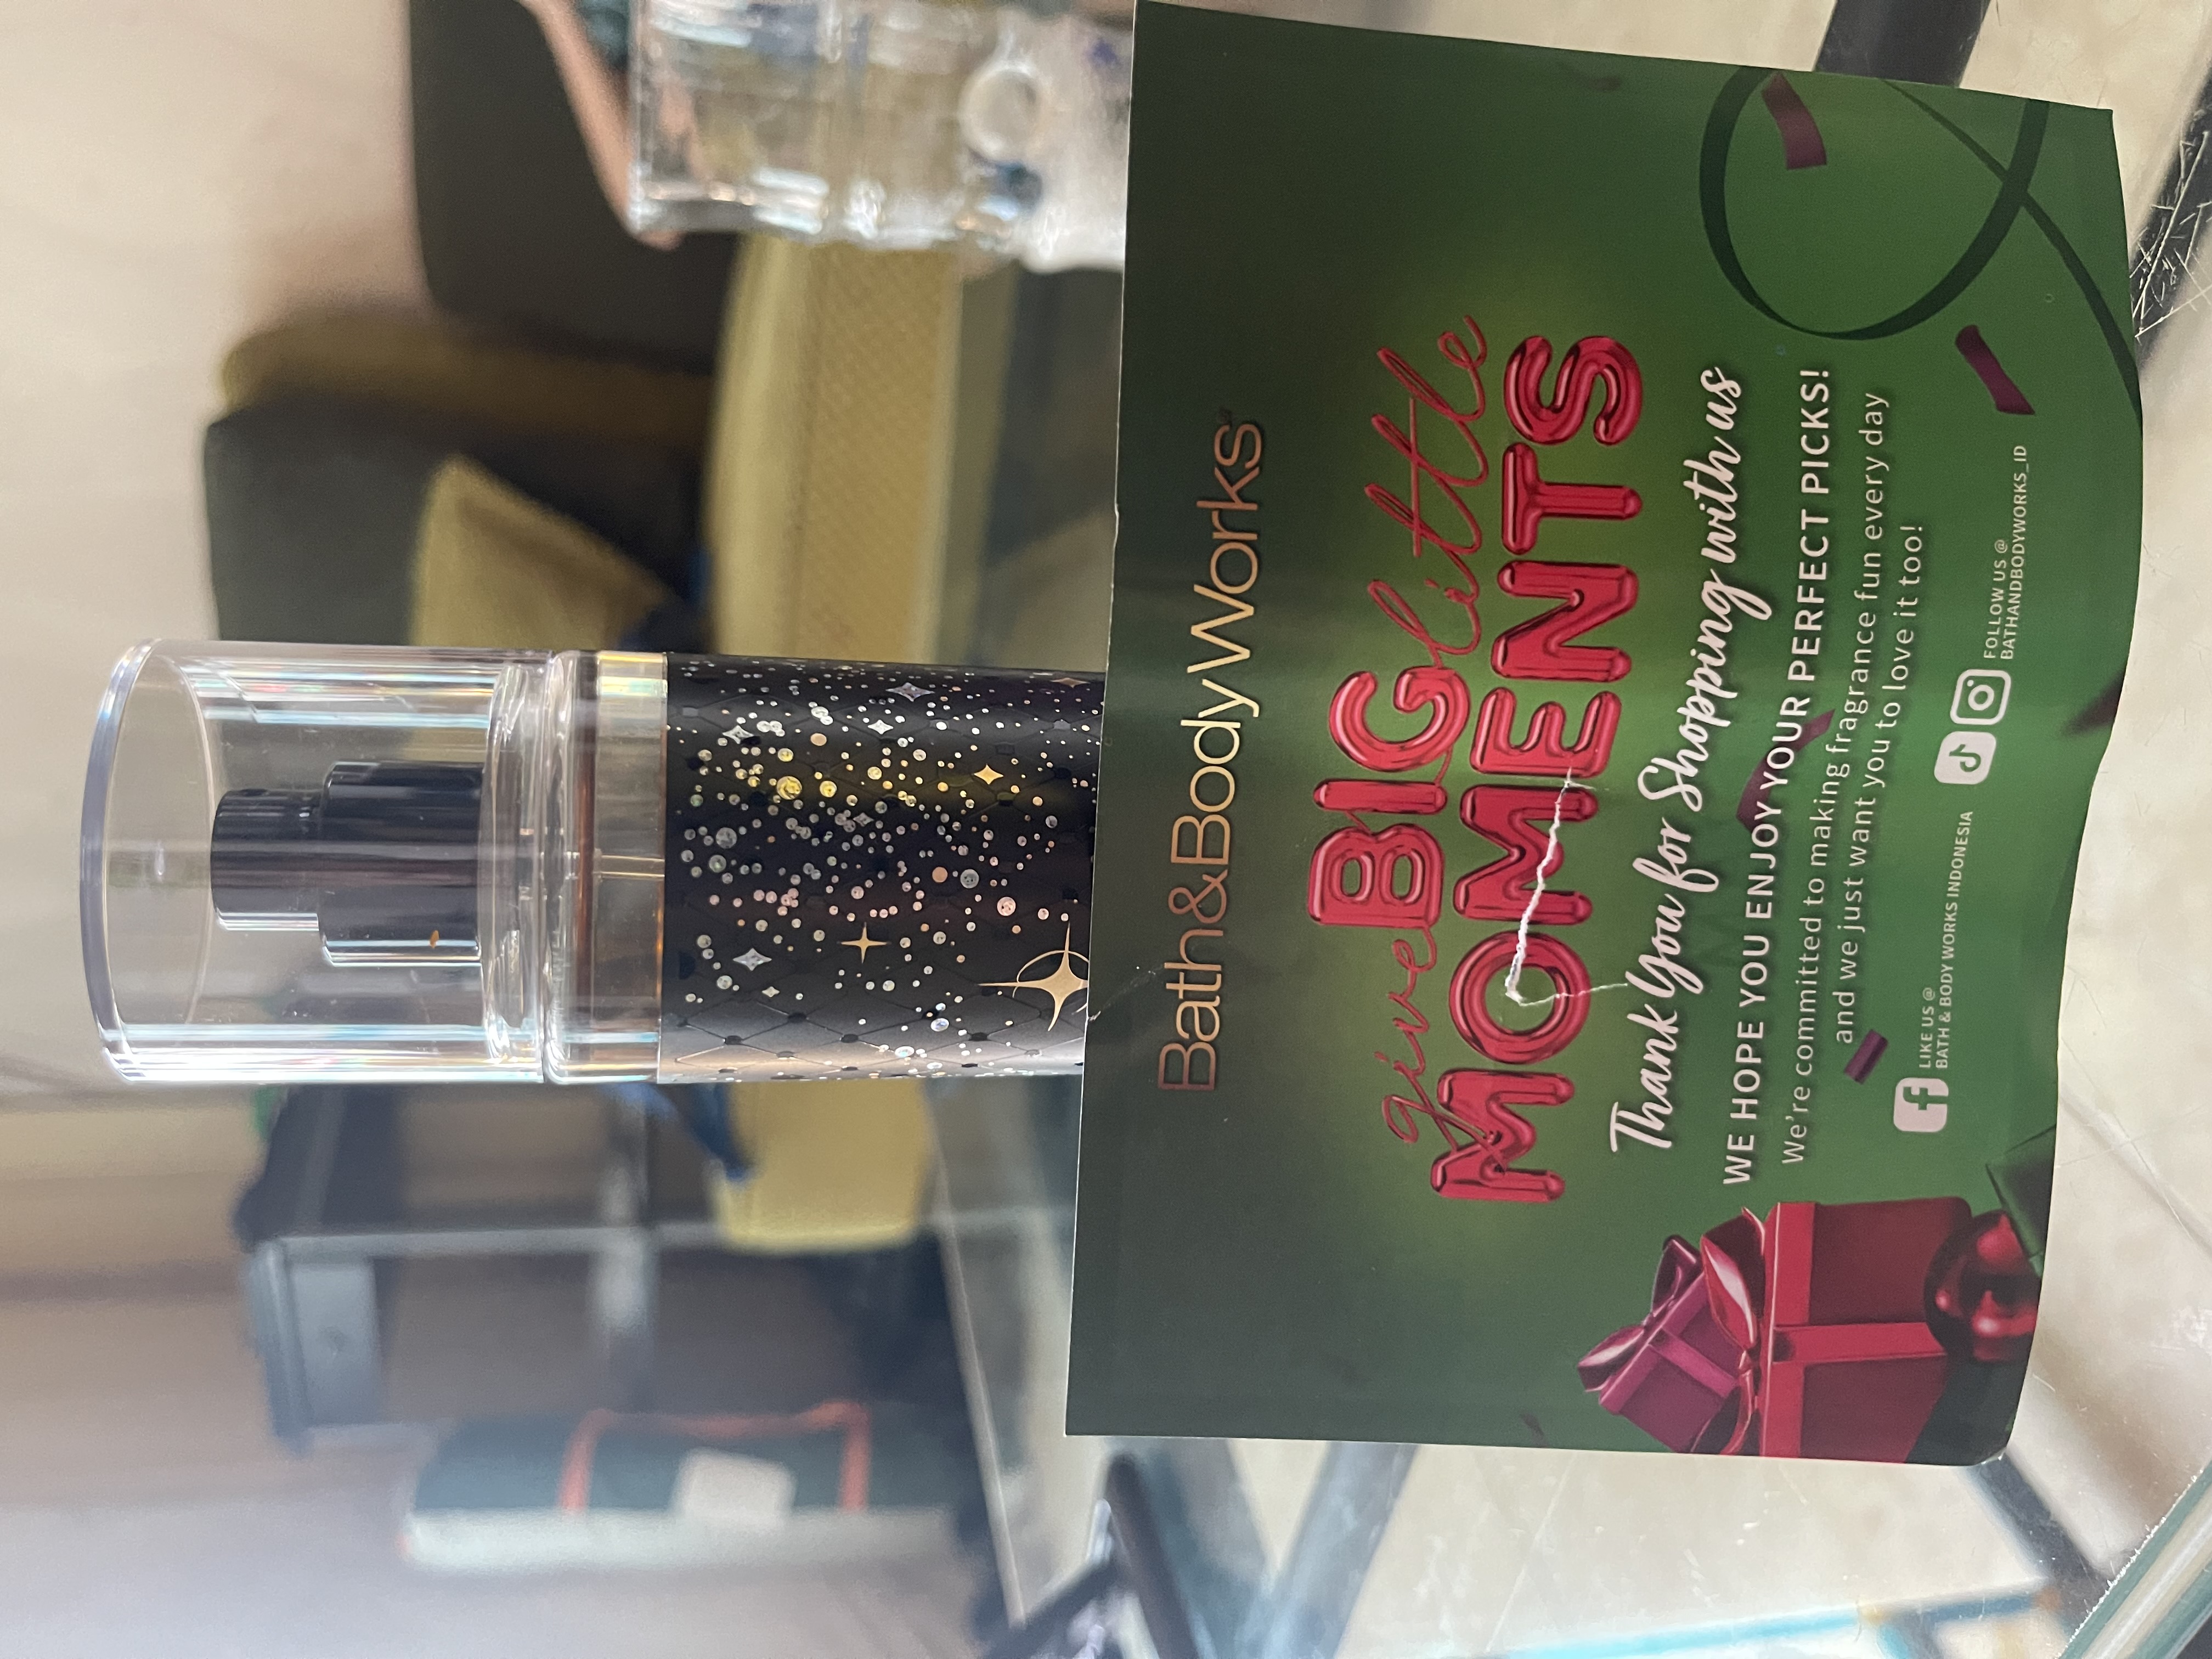 Bath&BodyWorks
give BIG little
MOMENTS
Thank You for Shopping with us
WE HOPE YOU ENJOY YOUR PERFECT PICKS!
We're committed to making fragrance fun every day
and we just want you to love it too!
LIKE US @
BATH & BODY WORKS INDONESIA
FOLLOW US @
BATHANDBODYWORKS_ID